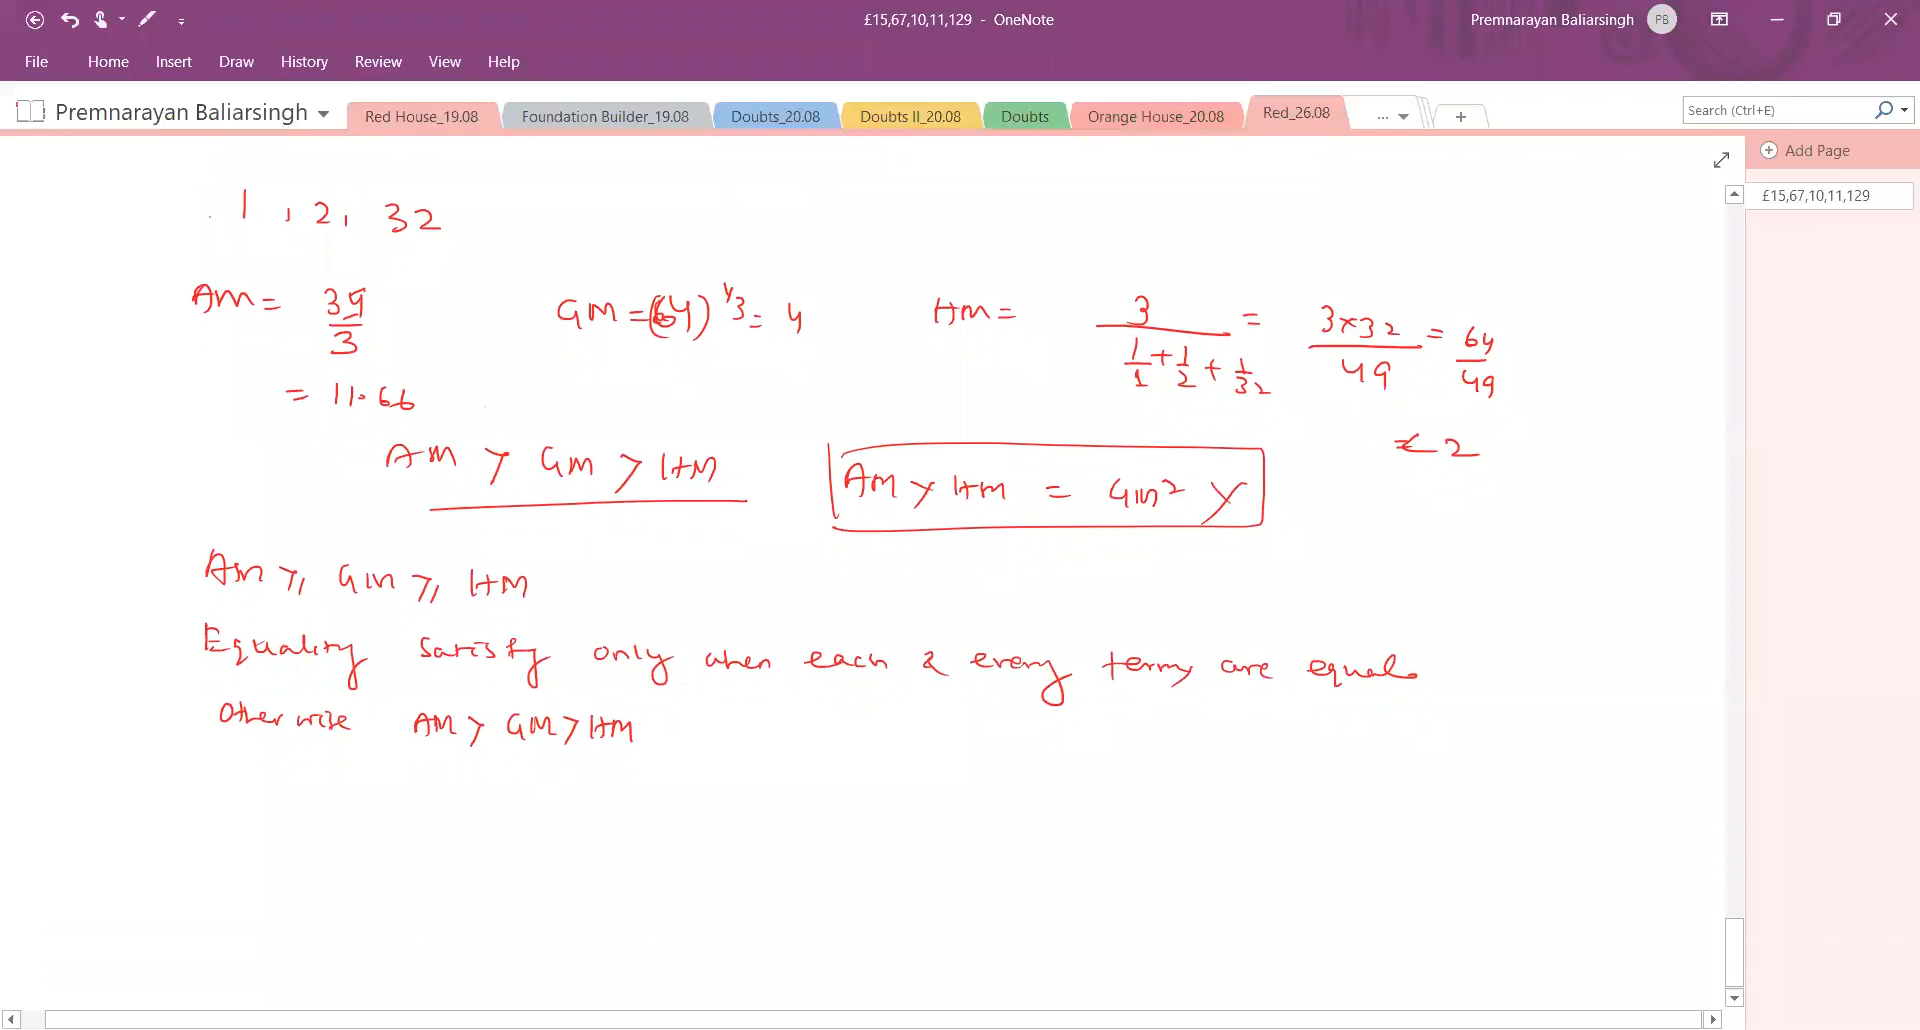 £15,67,10,11,129 - OneNote
Premnarayan Baliarsingh PB
File Home Insert Draw History Review View Help
Premnarayan Baliarsingh
Red House_19.08 Foundation Builder_19.08 Doubts_20.08 Doubts II_20.08 Doubts Orange House_20.08 Red_26.08 ... +
Search (Ctrl+E)
Add Page
£15,67,10,11,129
1 , 2, 32
AM = 35/3
= 11.66
GM = (64)^1/3 = 4
HM = 3/(1/1 + 1/2 + 1/32) = 3×32/49 = 64/49
< 2
AM > GM > HM
AM × HM = GM²
AM ≥ GM ≥ HM
Equality satisfy only when each & every terms are equal.
Otherwise AM > GM > HM